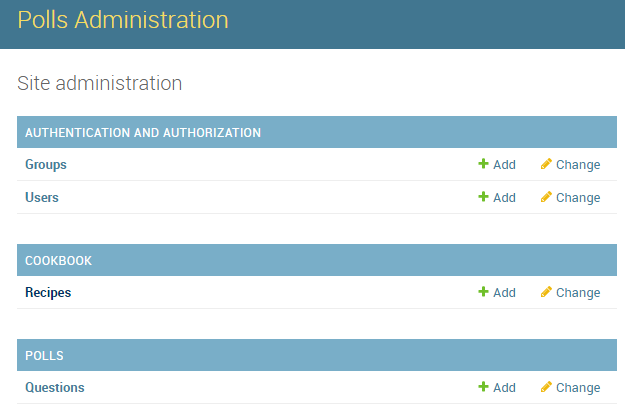 Polls Administration
Site administration
AUTHENTICATION AND AUTHORIZATION
Groups Add Change
Users Add Change
COOKBOOK
Recipes Add Change
POLLS
Questions Add Change